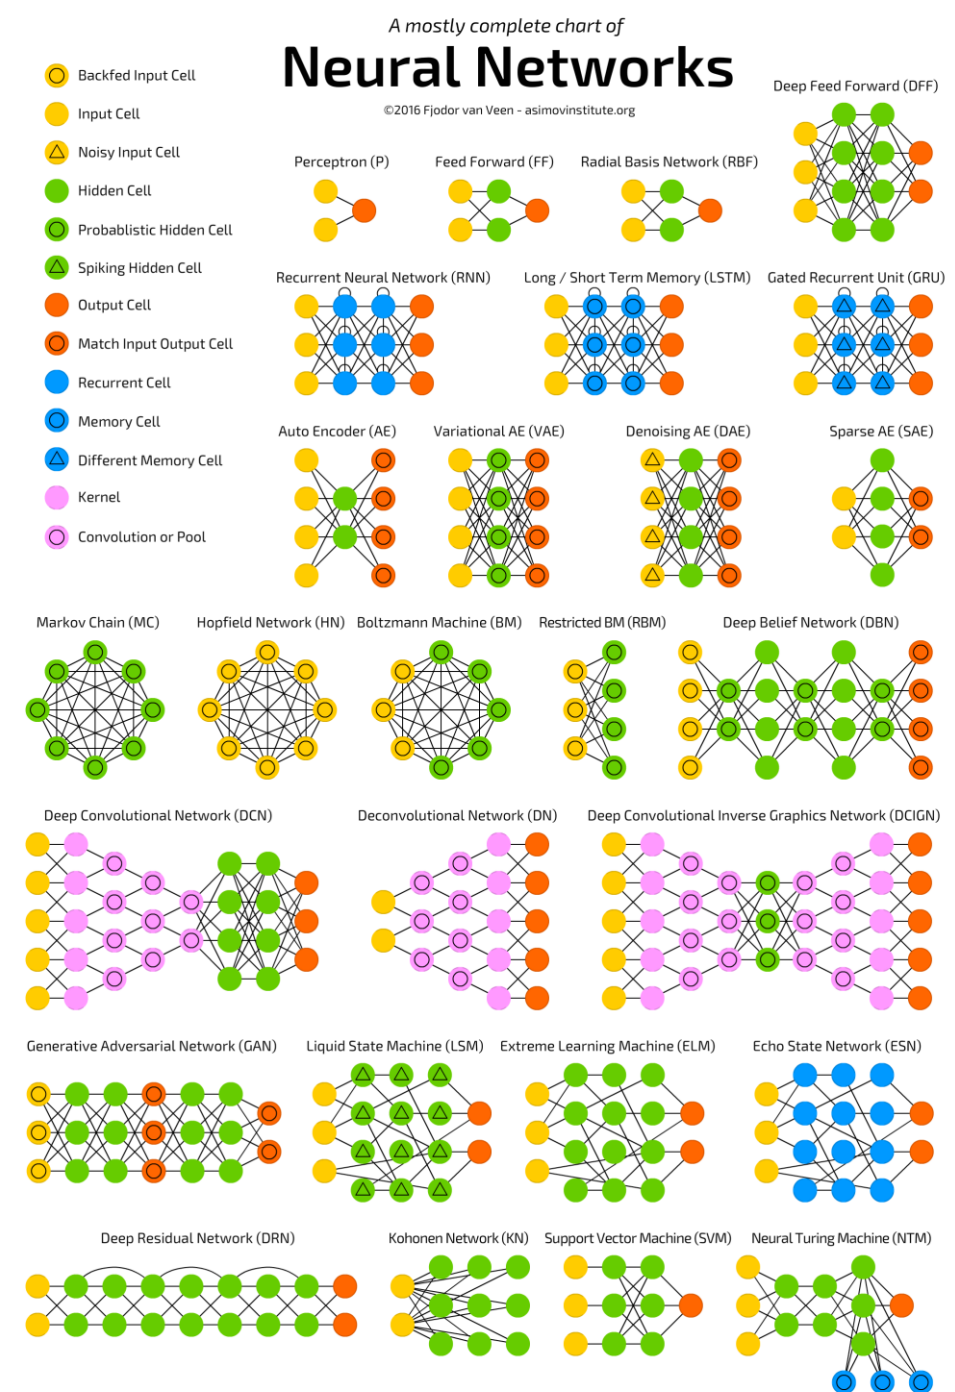 A mostly complete chart of
Neural Networks
©2016 Fjodor van Veen - asimovinstitute.org
Backfed Input Cell
Input Cell
Noisy Input Cell
Hidden Cell
Probablistic Hidden Cell
Spiking Hidden Cell
Output Cell
Match Input Output Cell
Recurrent Cell
Memory Cell
Different Memory Cell
Kernel
Convolution or Pool
Deep Feed Forward (DFF)
Perceptron (P)
Feed Forward (FF)
Radial Basis Network (RBF)
Recurrent Neural Network (RNN)
Long / Short Term Memory (LSTM)
Gated Recurrent Unit (GRU)
Auto Encoder (AE)
Variational AE (VAE)
Denoising AE (DAE)
Sparse AE (SAE)
Markov Chain (MC)
Hopfield Network (HN)
Boltzmann Machine (BM)
Restricted BM (RBM)
Deep Belief Network (DBN)
Deep Convolutional Network (DCN)
Deconvolutional Network (DN)
Deep Convolutional Inverse Graphics Network (DCIGN)
Generative Adversarial Network (GAN)
Liquid State Machine (LSM)
Extreme Learning Machine (ELM)
Echo State Network (ESN)
Deep Residual Network (DRN)
Kohonen Network (KN)
Support Vector Machine (SVM)
Neural Turing Machine (NTM)